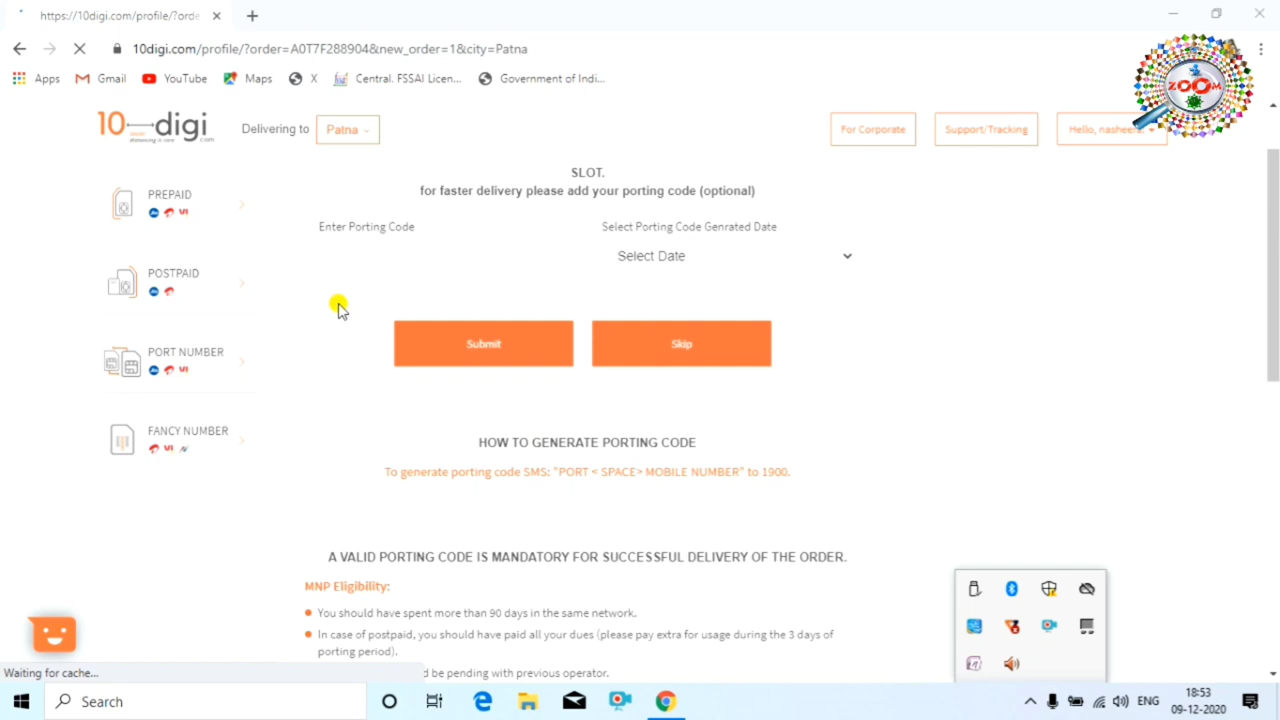 https://10digi.com/profile/?orde
10digi.com/profile/?order=A0T7F288904&new_order=1&city=Patna
Apps
Gmail
YouTube
Maps
X
Central. FSSAI Licen...
Government of Indi...
ZOOM
10 digi
.com
Delivering to
Patna
For Corporate
Support/Tracking
Hello, nasheera
SLOT.
for faster delivery please add your porting code (optional)
PREPAID
Enter Porting Code
Select Porting Code Genrated Date
Select Date
POSTPAID
Submit
Skip
PORT NUMBER
FANCY NUMBER
HOW TO GENERATE PORTING CODE
To generate porting code SMS: "PORT < SPACE> MOBILE NUMBER" to 1900.
A VALID PORTING CODE IS MANDATORY FOR SUCCESSFUL DELIVERY OF THE ORDER.
MNP Eligibility:
You should have spent more than 90 days in the same network.
In case of postpaid, you should have paid all your dues (please pay extra for usage during the 3 days of
porting period).
d be pending with previous operator.
Waiting for cache...
Search
ENG
18:53
09-12-2020